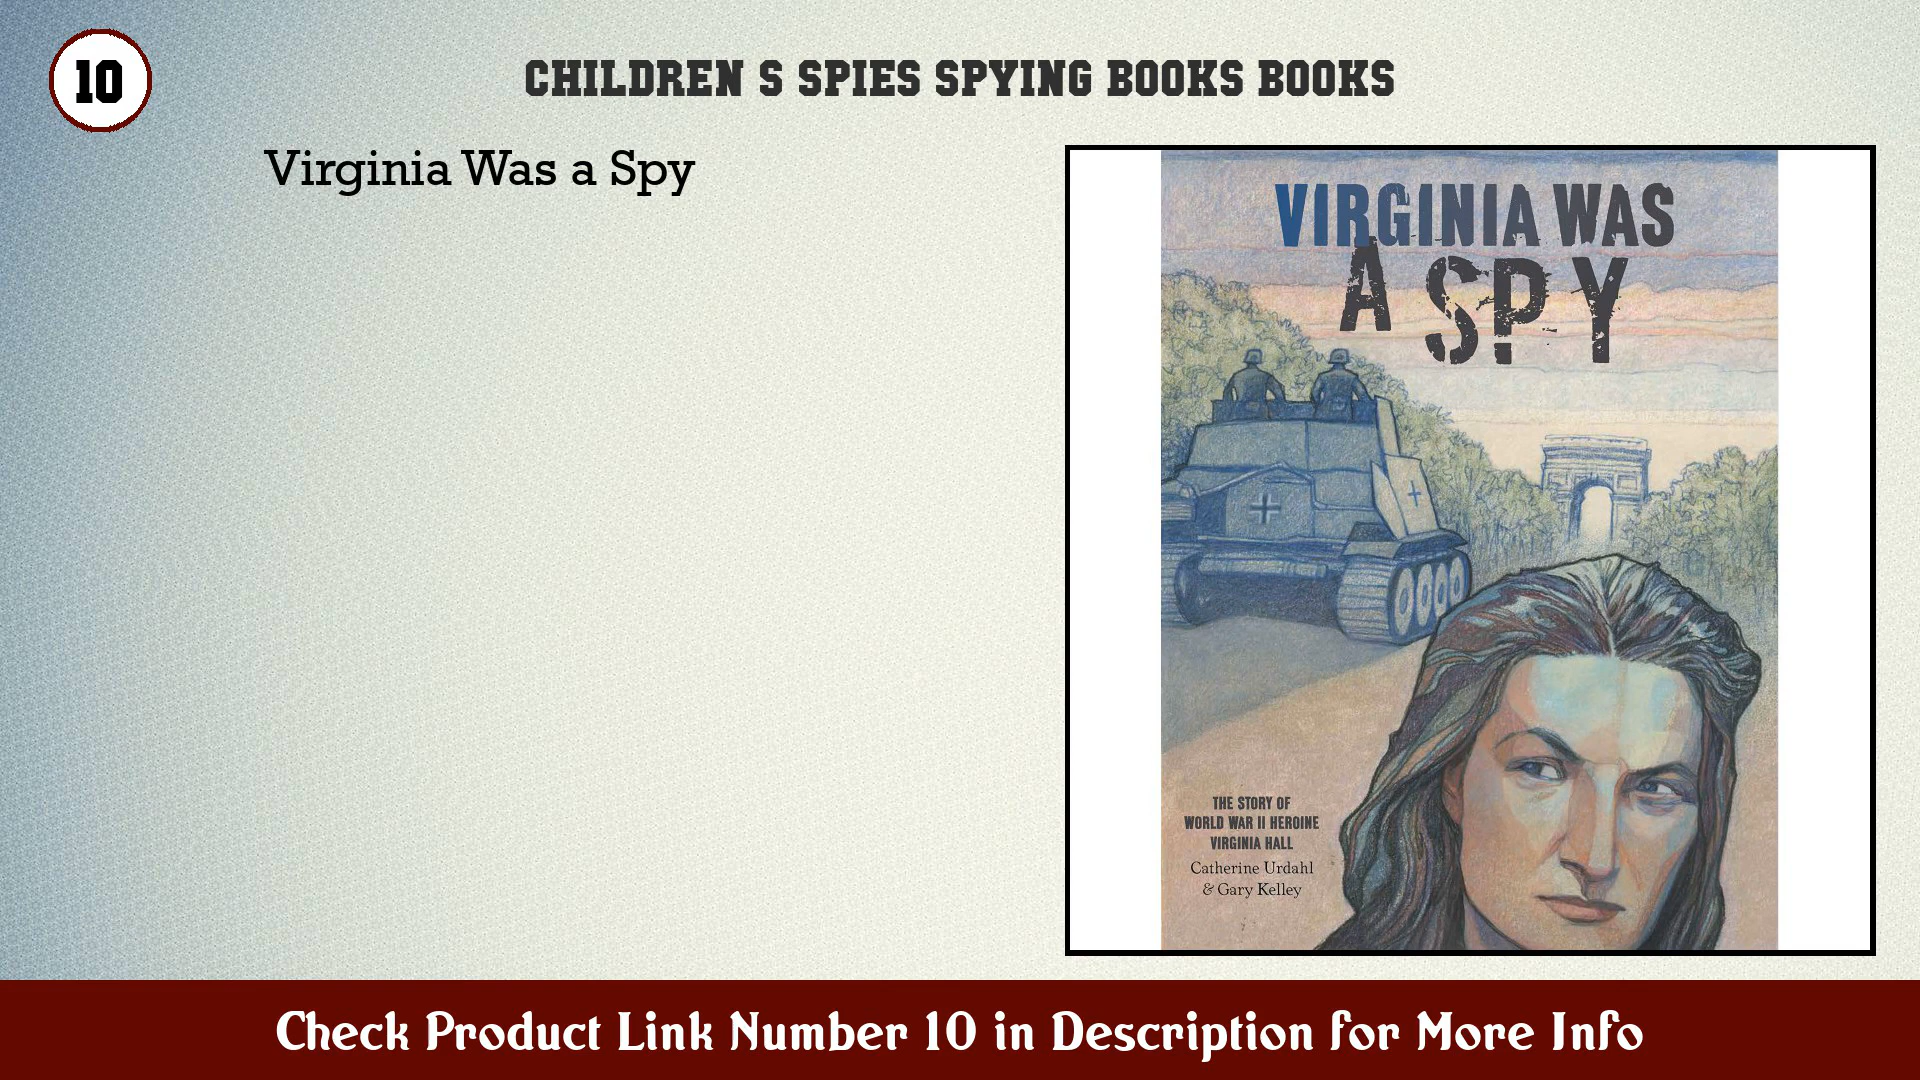 10
CHILDREN S SPIES SPYING BOOKS BOOKS
Virginia Was a Spy
VIRGINIA WAS
A SPY
THE STORY OF
WORLD WAR II HEROINE
VIRGINIA HALL
Catherine Urdahl
& Gary Kelley
Check Product Link Number 10 in Description for More Info